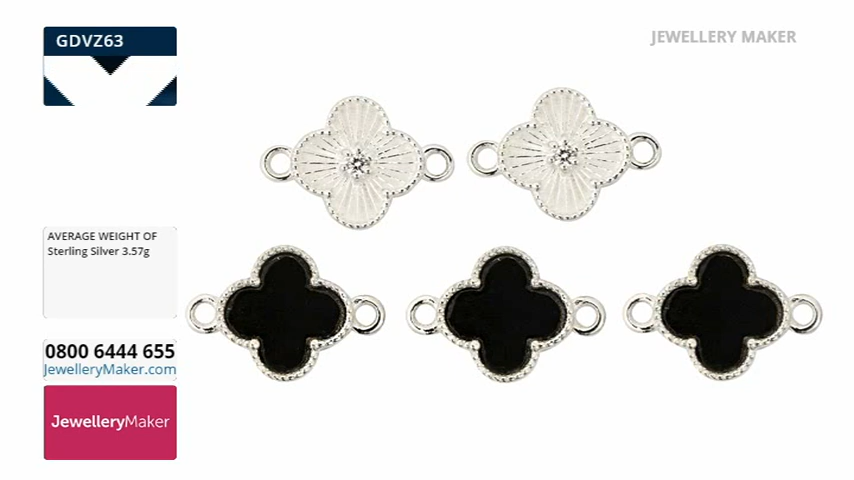 GDVZ63
JEWELLERY MAKER
AVERAGE WEIGHT OF
Sterling Silver 3.57g
0800 6444 655
JewelleryMaker.com
JewelleryMaker